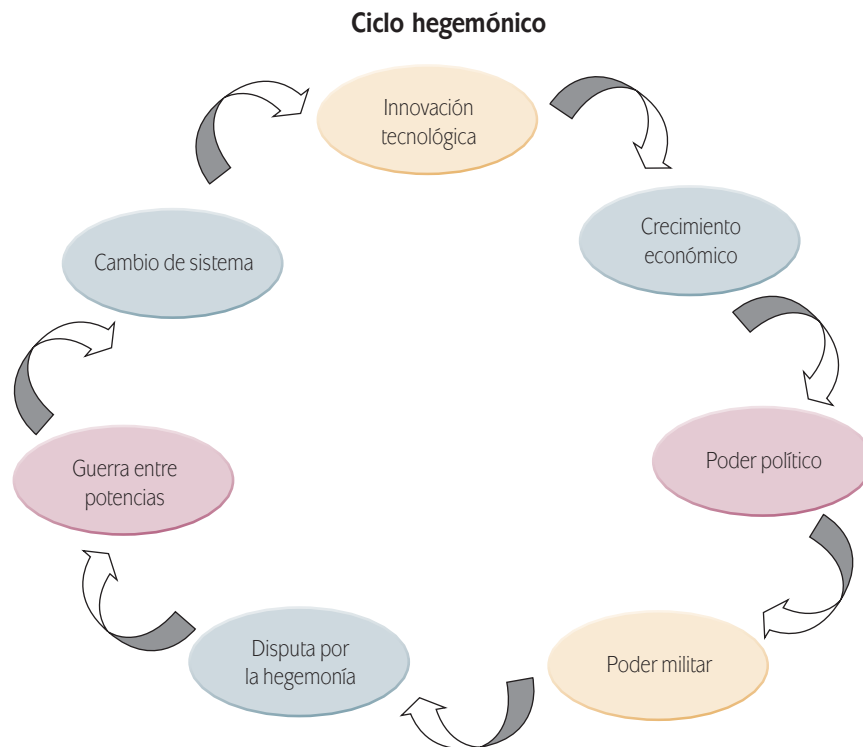 Ciclo hegemónico
Innovación
tecnológica
Crecimiento
económico
Poder político
Poder militar
Disputa por
la hegemonía
Guerra entre
potencias
Cambio de sistema